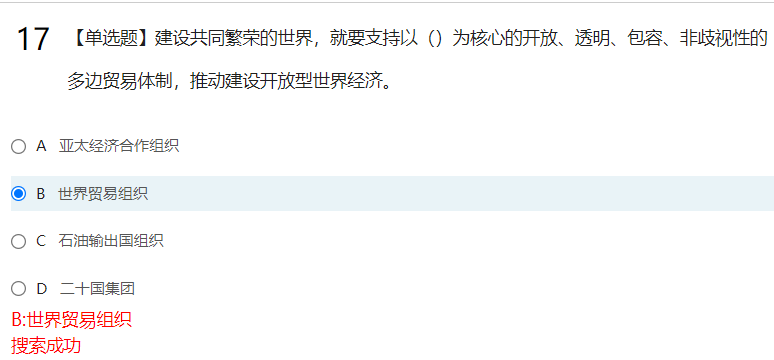 17 【单选题】建设共同繁荣的世界，就要支持以（）为核心的开放、透明、包容、非歧视性的
多边贸易体制，推动建设开放型世界经济。
A 亚太经济合作组织
B 世界贸易组织
C 石油输出国组织
D 二十国集团
B:世界贸易组织
搜索成功